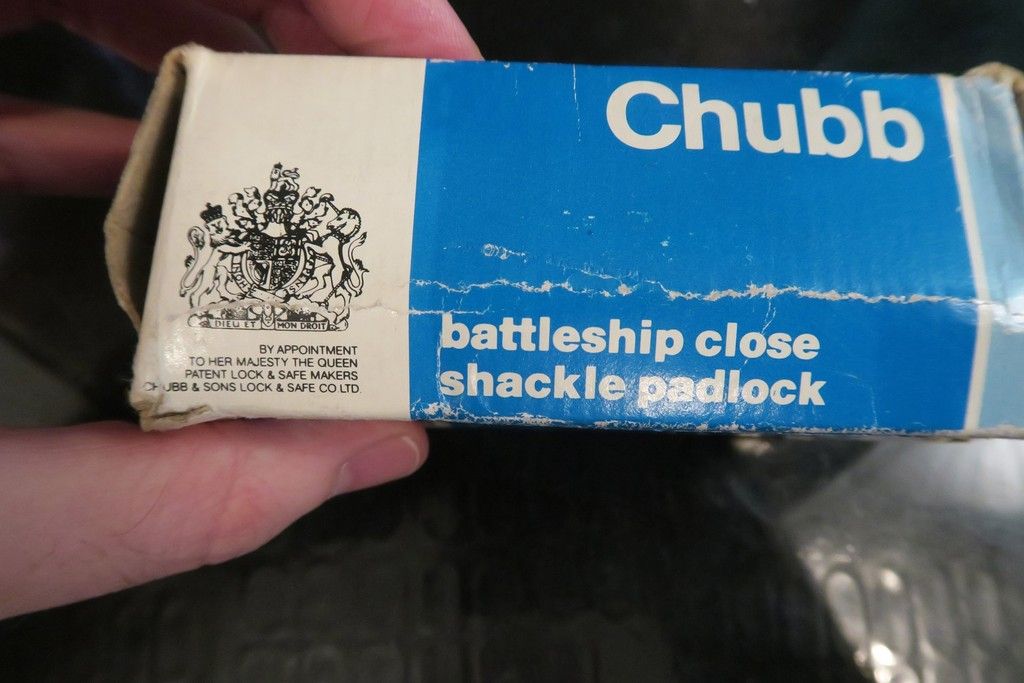 Chubb
battleship close
shackle padlock
DIEU ET MON DROIT
BY APPOINTMENT
TO HER MAJESTY THE QUEEN
PATENT LOCK & SAFE MAKERS
CHUBB & SONS LOCK & SAFE CO LTD.